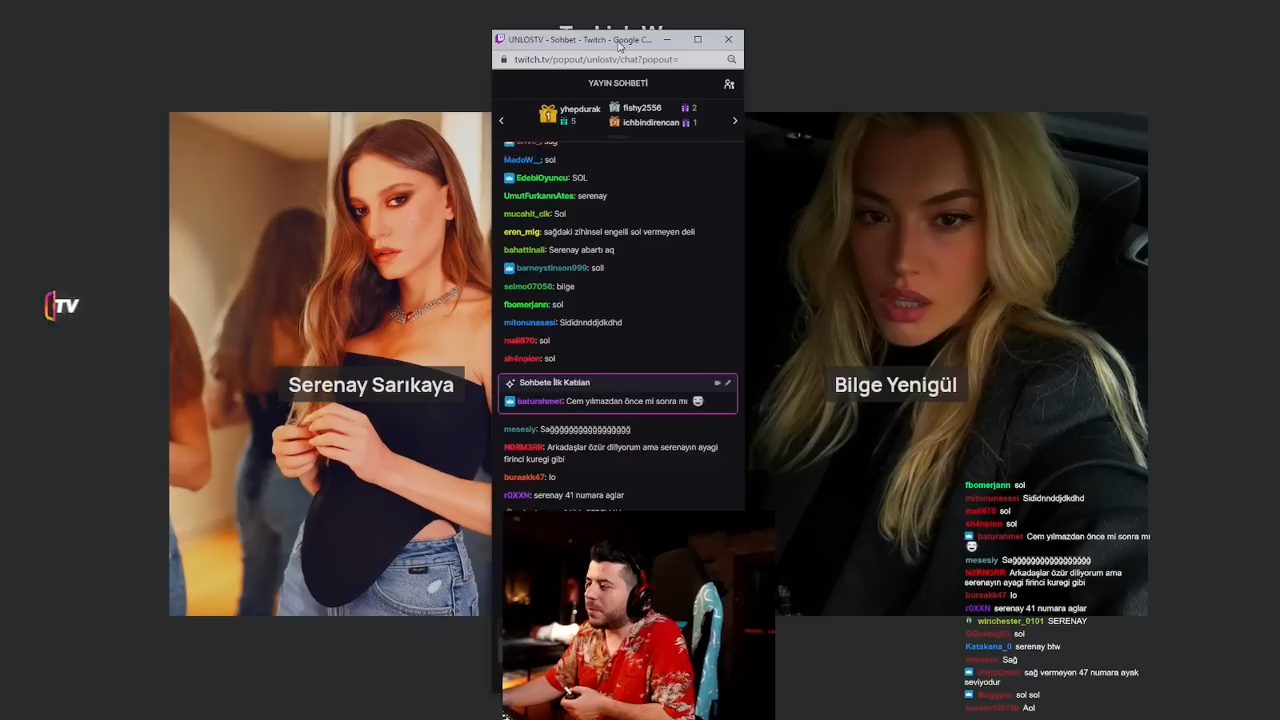 UNLOSTV - Sohbet - Twitch - Google C...
twitch.tv/popout/unlostv/chat?popout=
YAYIN SOHBETİ
yhepdurak
5
fishy2556
2
ichbindirencan
1
MadoW__: sol
EdebiOyuncu: SOL
UmutFurkannAtes: serenay
mucahit_clk: Sol
eren_mlg: sağdaki zihinsel engelli sol vermeyen deli
bahattinali: Serenay abartı aq
barneystinson999: soll
selmo07056: bilge
fbomerjann: sol
mitonunasasi: Sididnnddjdkdhd
mali670: sol
sh4npion: sol
Sohbete İlk Katılan
baturahmet: Cem yılmazdan önce mi sonra mı
mesesiy: Sağğğğğğğğğğğğğğğğğ
N0RM3RR: Arkadaşlar özür diliyorum ama serenayın ayagi
firinci kuregi gibi
buraakk47: lo
r0XXN: serenay 41 numara aglar
TV
Serenay Sarıkaya
Bilge Yenigül
fbomerjann sol
mitonunasasi Sididnnddjdkdhd
mali670 sol
sh4npion sol
baturahmet Cem yılmazdan önce mi sonra mı
mesesiy Sağğğğğğğğğğğğğğğğğ
N0RM3RR Arkadaşlar özür diliyorum ama
serenayın ayagi firinci kuregi gibi
buraakk47 lo
r0XXN serenay 41 numara aglar
winchester_0101 SERENAY
sol
Katakana_0 serenay btw
Sağ
sağ vermeyen 47 numara ayak
seviyodur
sol sol
Aol